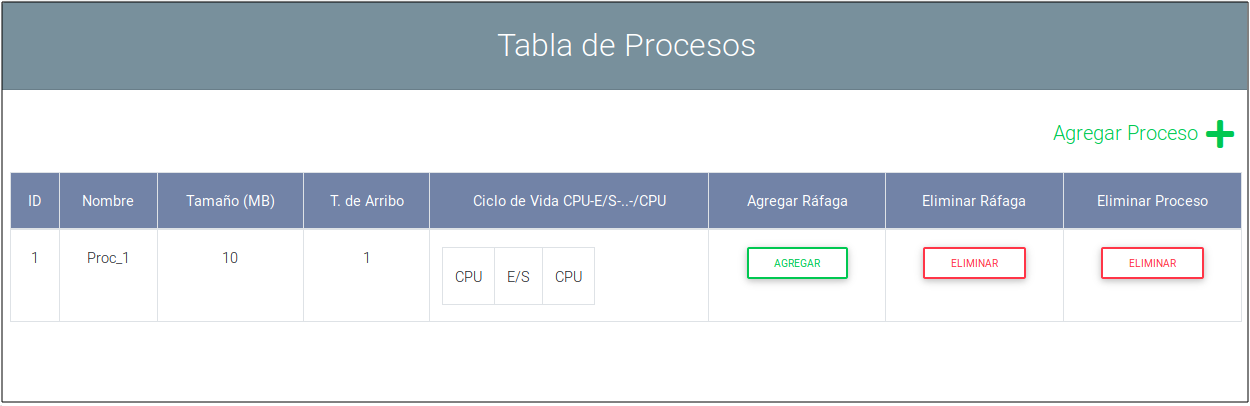 Tabla de Procesos
Agregar Proceso
ID Nombre Tamaño (MB) T. de Arribo Ciclo de Vida CPU-E/S-..-/CPU Agregar Ráfaga Eliminar Ráfaga Eliminar Proceso
1 Proc_1 10 1 CPU E/S CPU AGREGAR ELIMINAR ELIMINAR